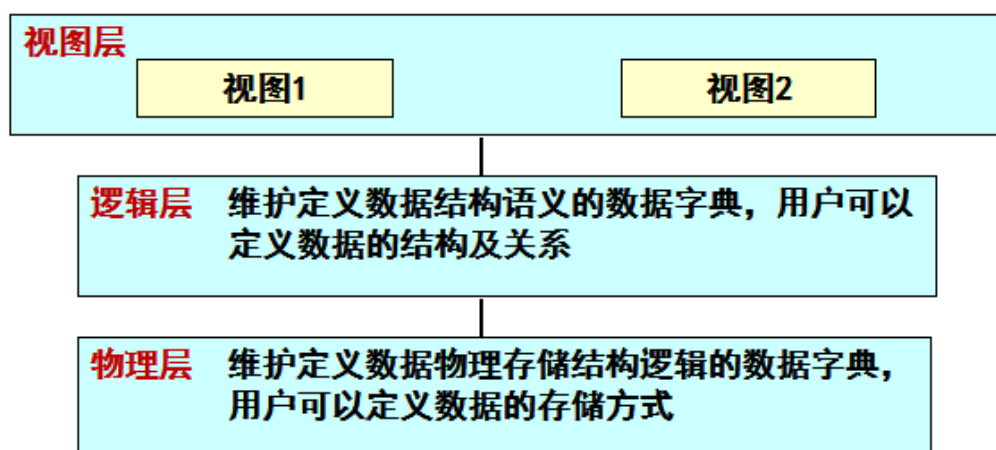 视图层
视图1
视图2
逻辑层 维护定义数据结构语义的数据字典，用户可以
定义数据的结构及关系
物理层 维护定义数据物理存储结构逻辑的数据字典，
用户可以定义数据的存储方式